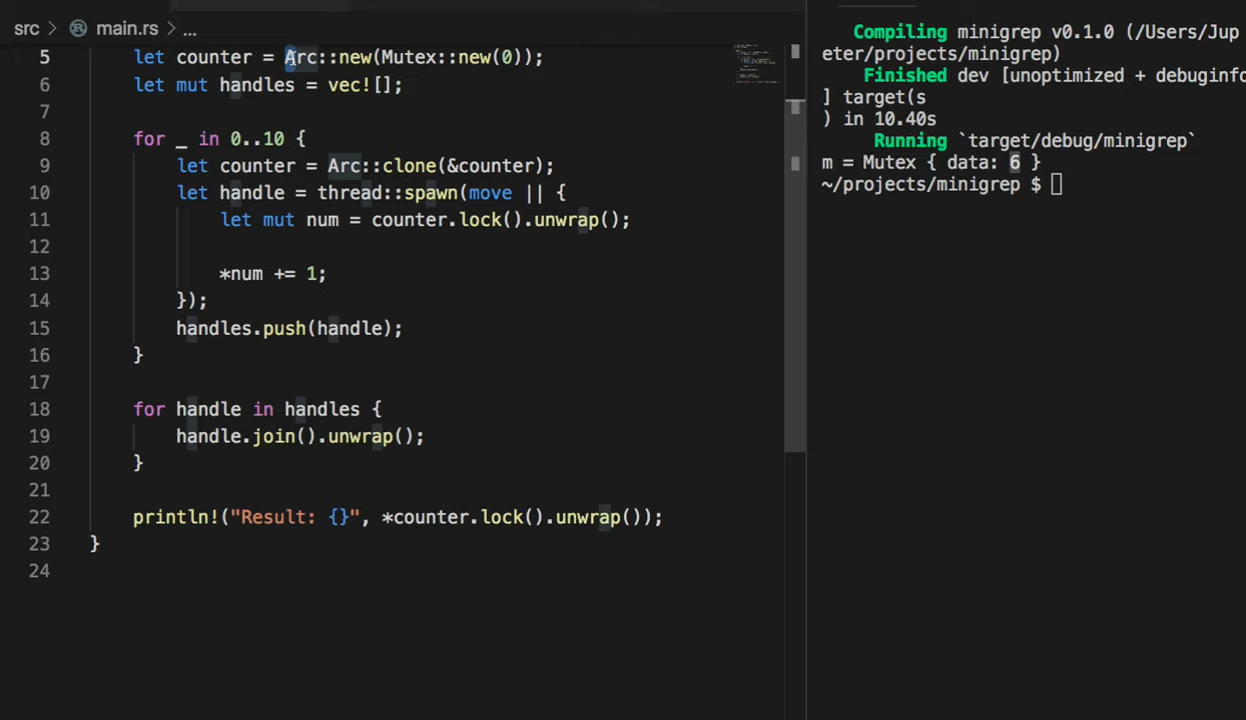 src > main.rs > ...
5 let counter = Arc::new(Mutex::new(0));
6 let mut handles = vec![];
7
8 for _ in 0..10 {
9 let counter = Arc::clone(&counter);
10 let handle = thread::spawn(move || {
11 let mut num = counter.lock().unwrap();
12
13 *num += 1;
14 });
15 handles.push(handle);
16 }
17
18 for handle in handles {
19 handle.join().unwrap();
20 }
21
22 println!("Result: {}", *counter.lock().unwrap());
23 }
24
Compiling minigrep v0.1.0 (/Users/Jup
eter/projects/minigrep)
Finished dev [unoptimized + debuginfo
] target(s
) in 10.40s
Running `target/debug/minigrep`
m = Mutex { data: 6 }
~/projects/minigrep $